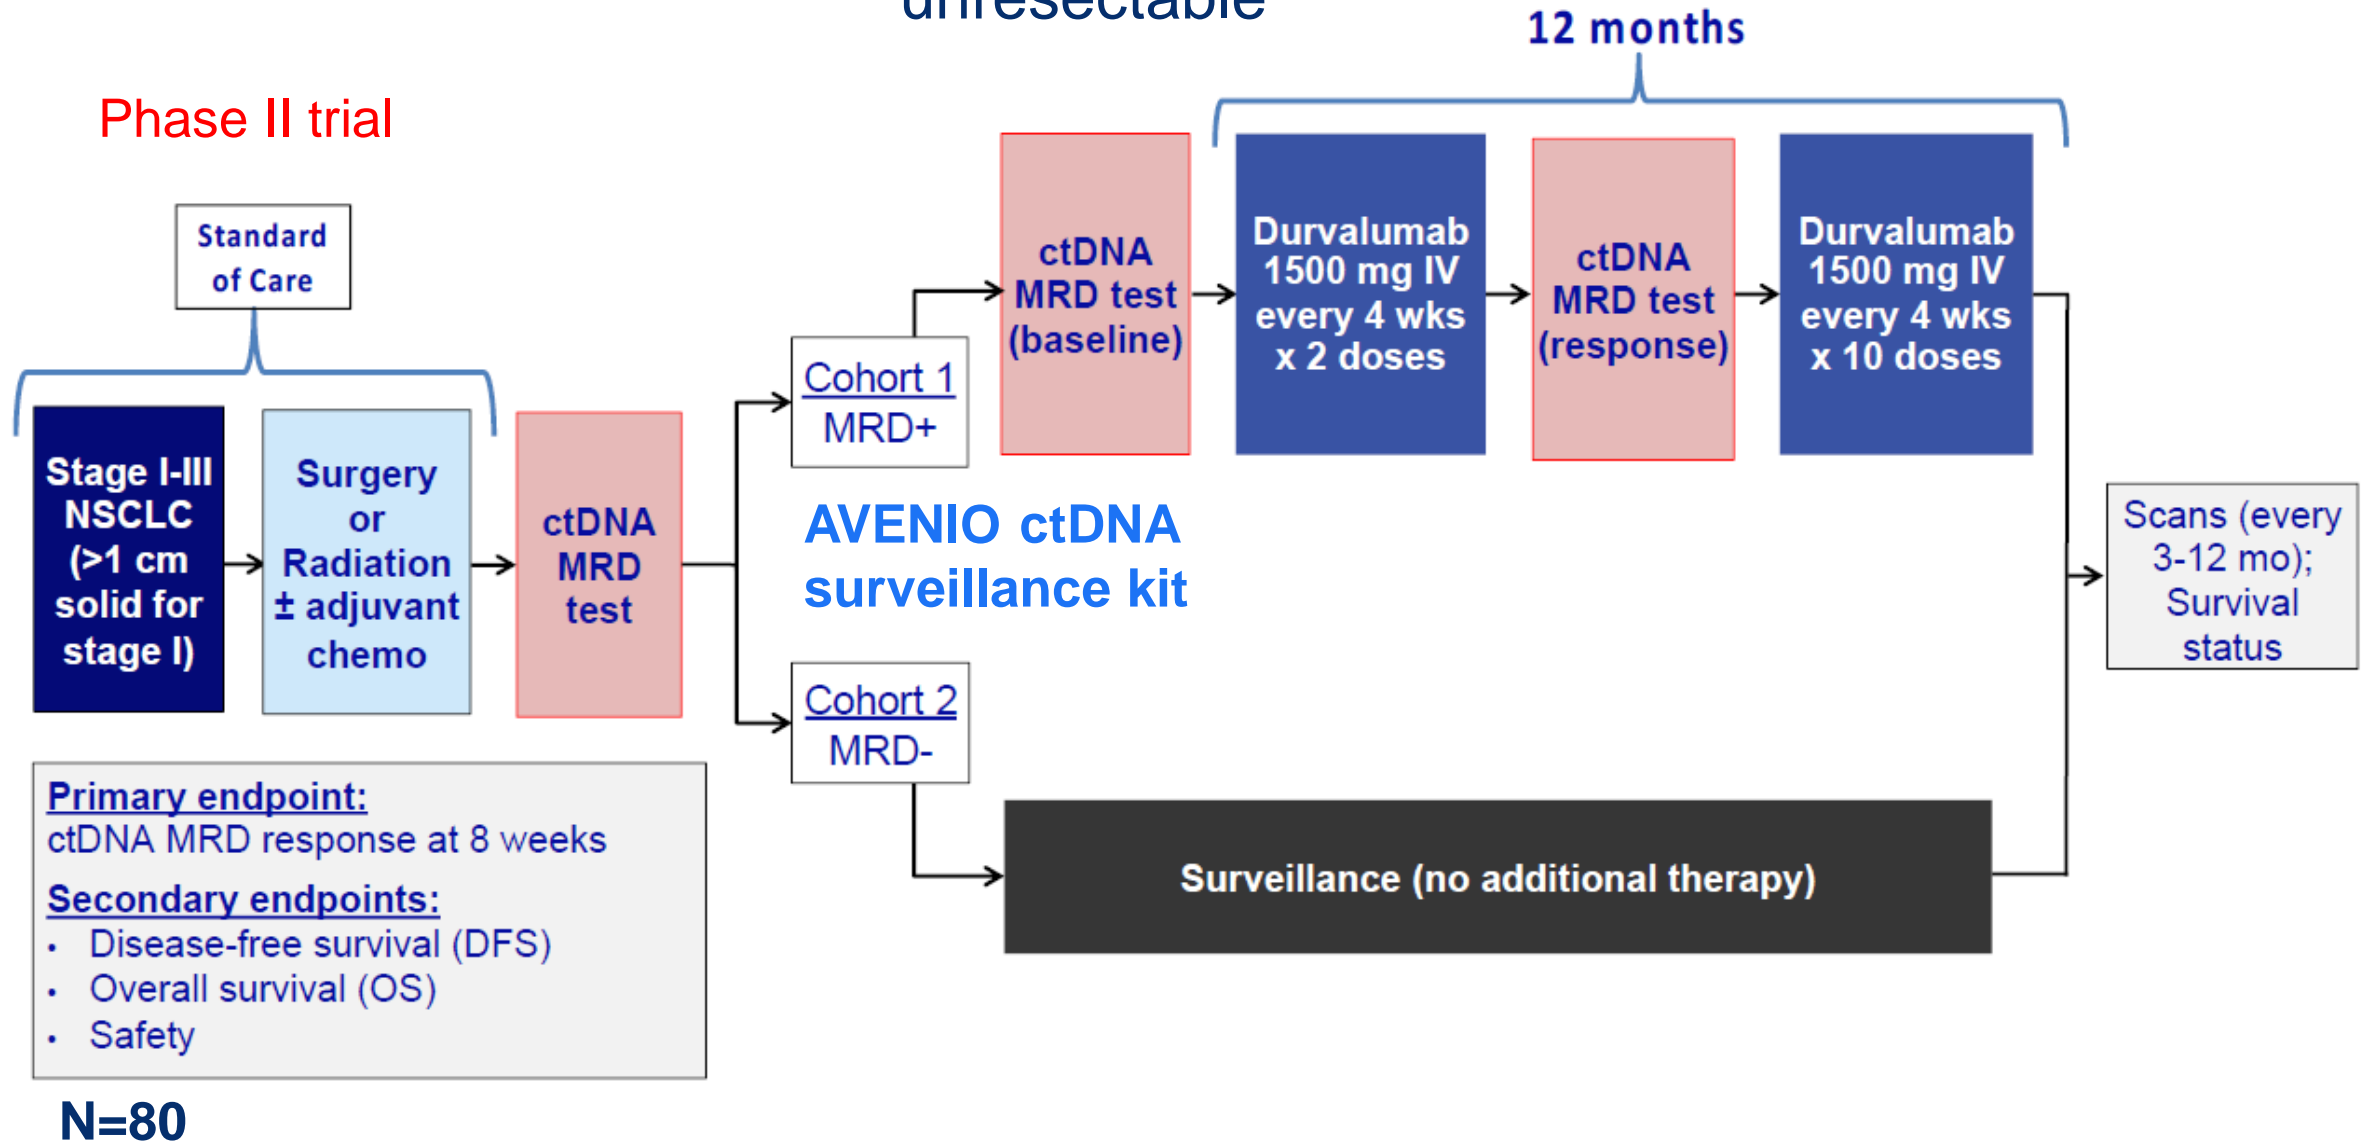 unresectable
12 months
Phase II trial
Standard
of Care
Stage I-III
NSCLC
(>1 cm
solid for
stage I)
Surgery
or
Radiation
± adjuvant
chemo
ctDNA
MRD
test
Cohort 1
MRD+
ctDNA
MRD test
(baseline)
Durvalumab
1500 mg IV
every 4 wks
x 2 doses
ctDNA
MRD test
(response)
Durvalumab
1500 mg IV
every 4 wks
x 10 doses
AVENIO ctDNA
surveillance kit
Cohort 2
MRD-
Surveillance (no additional therapy)
Scans (every
3-12 mo);
Survival
status
Primary endpoint:
ctDNA MRD response at 8 weeks
Secondary endpoints:
• Disease-free survival (DFS)
• Overall survival (OS)
• Safety
N=80